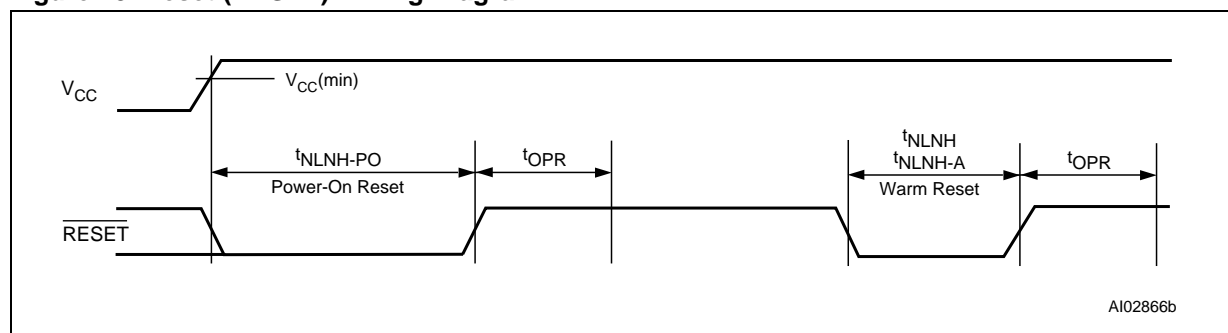 VCC
VCC(min)
tNLNH-PO
Power-On Reset
tOPR
tNLNH
tNLNH-A
Warm Reset
tOPR
RESET
AI02866b